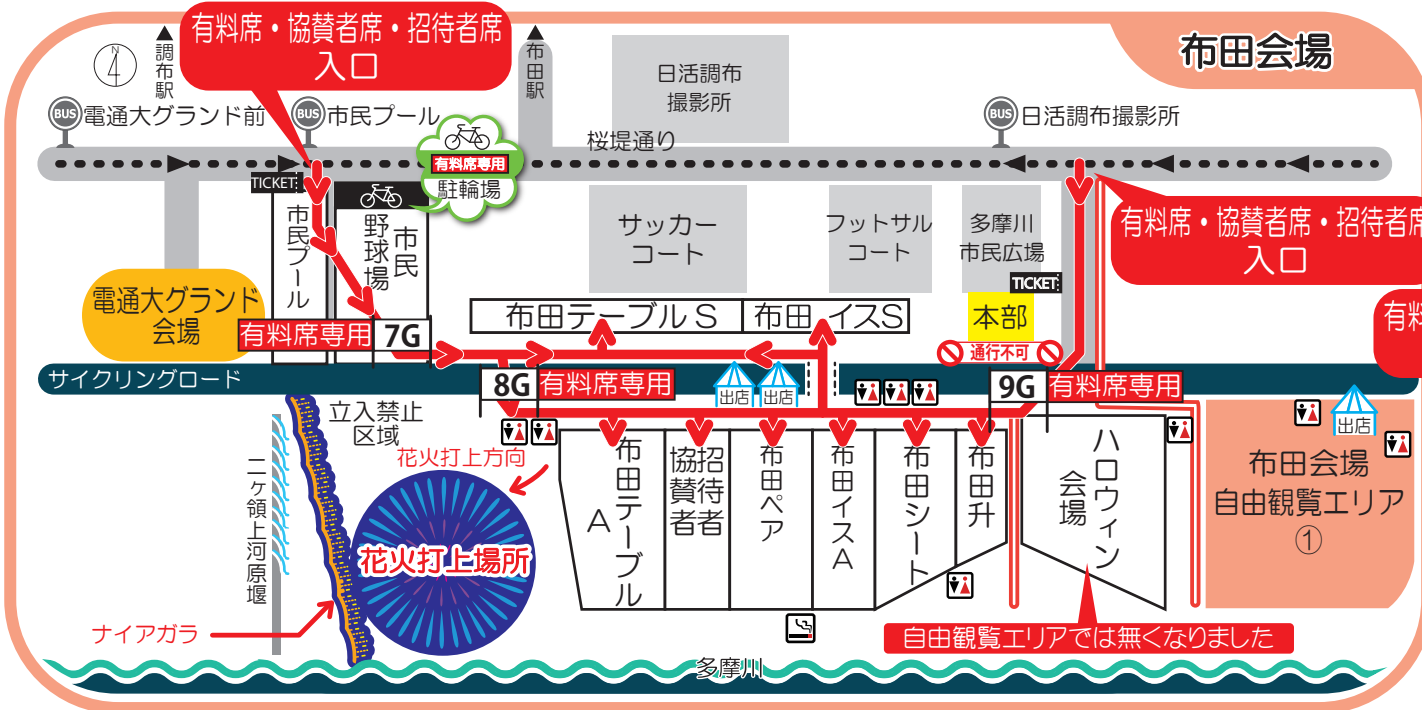 有料席・協賛者席・招待者席
入口
布田会場
N
▲調布駅
▲布田駅
日活調布
撮影所
BUS 電通大グランド前
BUS 市民プール
BUS 日活調布撮影所
有料席専用
駐輪場
桜堤通り
TICKET
市民プール
市民
野球場
サッカー
コート
フットサル
コート
多摩川
市民広場
有料席・協賛者席・招待者席
入口
TICKET
電通大グランド
会場
布田テーブルS
布田 イスS
本部
有料
有料席専用 7G
通行不可
サイクリングロード
8G 有料席専用
出店
出店
9G 有料席専用
出店
立入禁止
区域
花火打上方向
二ヶ領上河原堰
花火打上場所
ナイアガラ
布田テーブル
A
招待者
協賛者
布田ペア
布田イスA
布田シート
布田升
ハロウィン
会場
布田会場
自由観覧エリア
①
自由観覧エリアでは無くなりました
多摩川